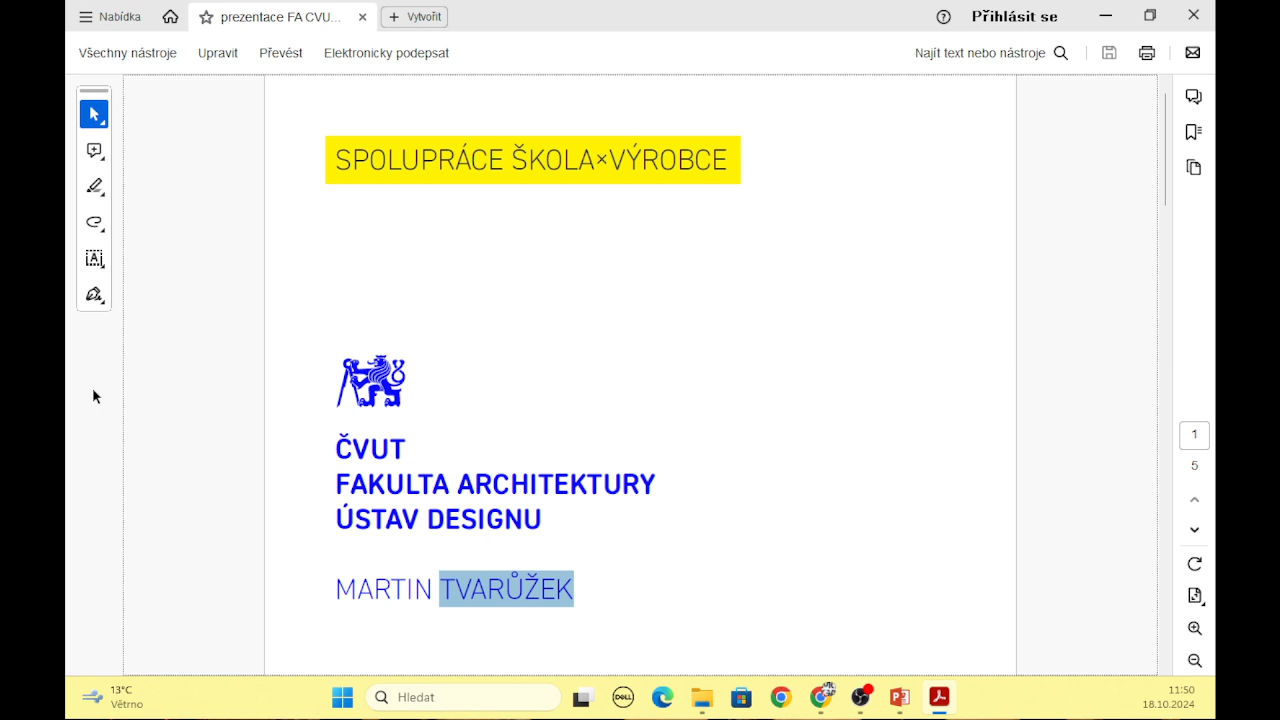 Nabídka
prezentace FA CVU...
Vytvořit
Přihlásit se
Všechny nástroje
Upravit
Převést
Elektronicky podepsat
Najít text nebo nástroje
SPOLUPRÁCE ŠKOLA×VÝROBCE
ČVUT
FAKULTA ARCHITEKTURY
ÚSTAV DESIGNU
MARTIN TVARŮŽEK
1
5
13°C
Větrno
Hledat
DELL
11:50
18.10.2024